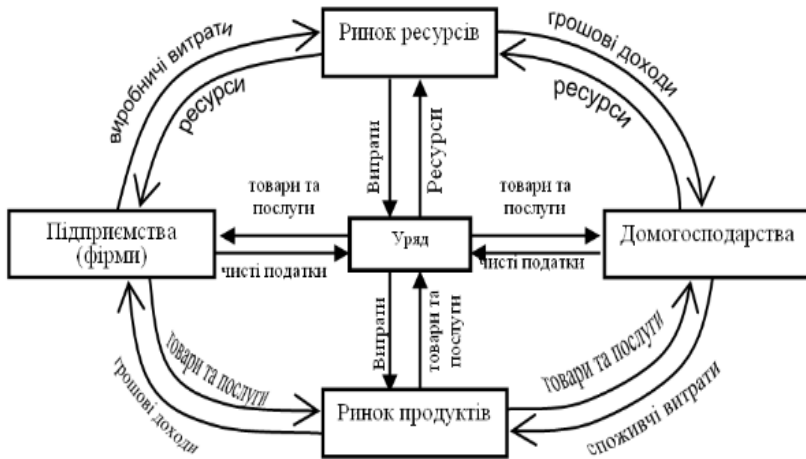 Ринок ресурсів
виробничі витрати
ресурси
грошові доходи
ресурси
Витрати
Ресурси
товари та
послуги
товари та
послуги
Підприємства
(фірми)
Уряд
Домогосподарства
чисті податки
чисті податки
Витрати
товари та
послуги
товари та послуги
грошові доходи
товари та послуги
споживчі витрати
Ринок продуктів